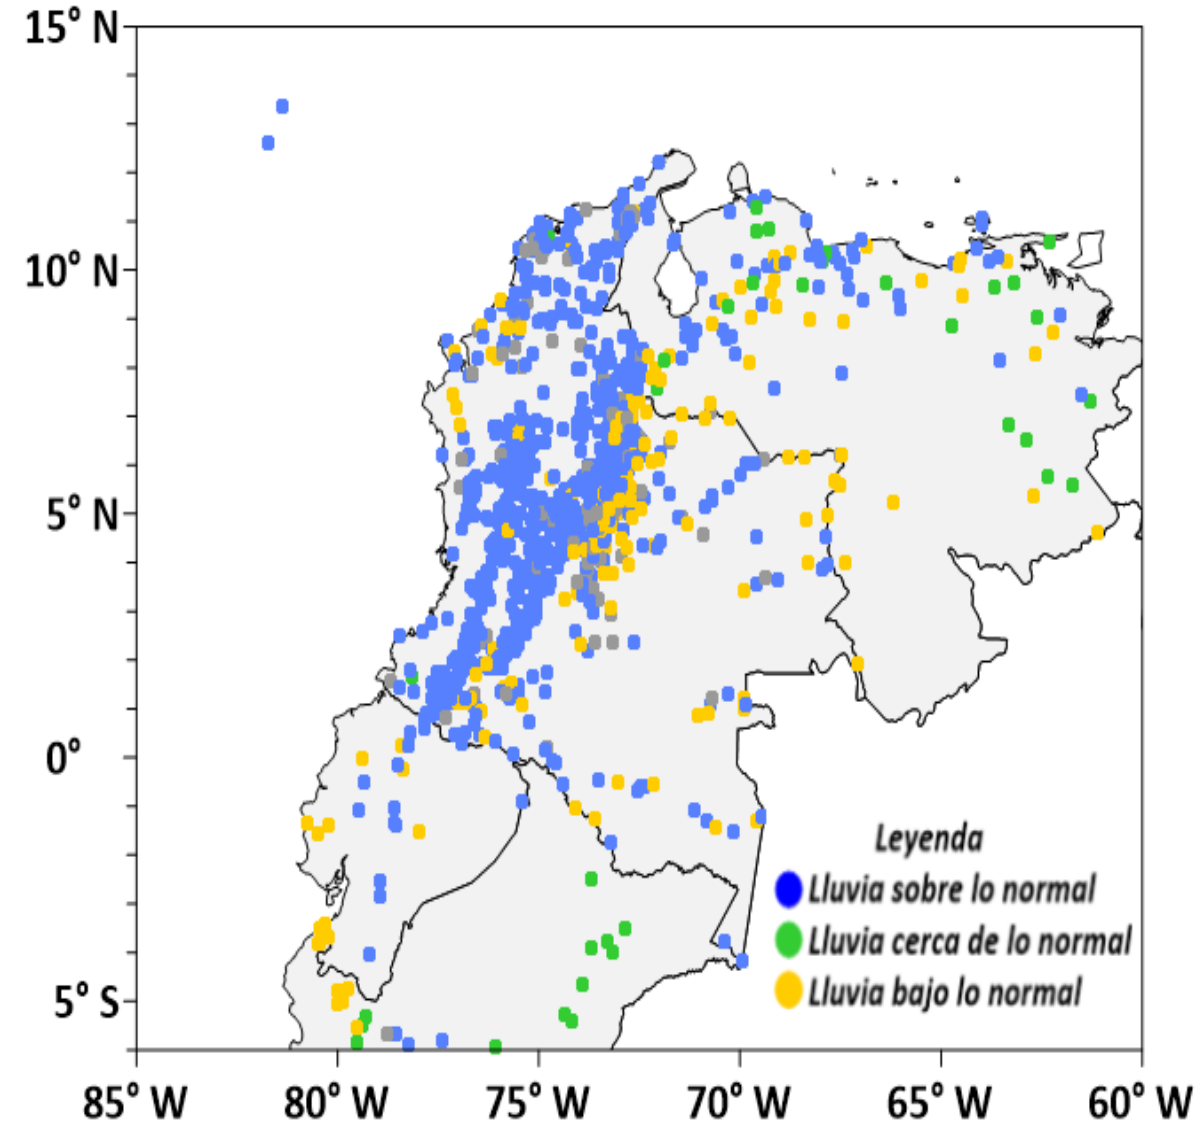 15° N
10° N
5° N
0°
5° S
85° W 80° W 75° W 70° W 65° W 60° W
Leyenda
Lluvia sobre lo normal
Lluvia cerca de lo normal
Lluvia bajo lo normal